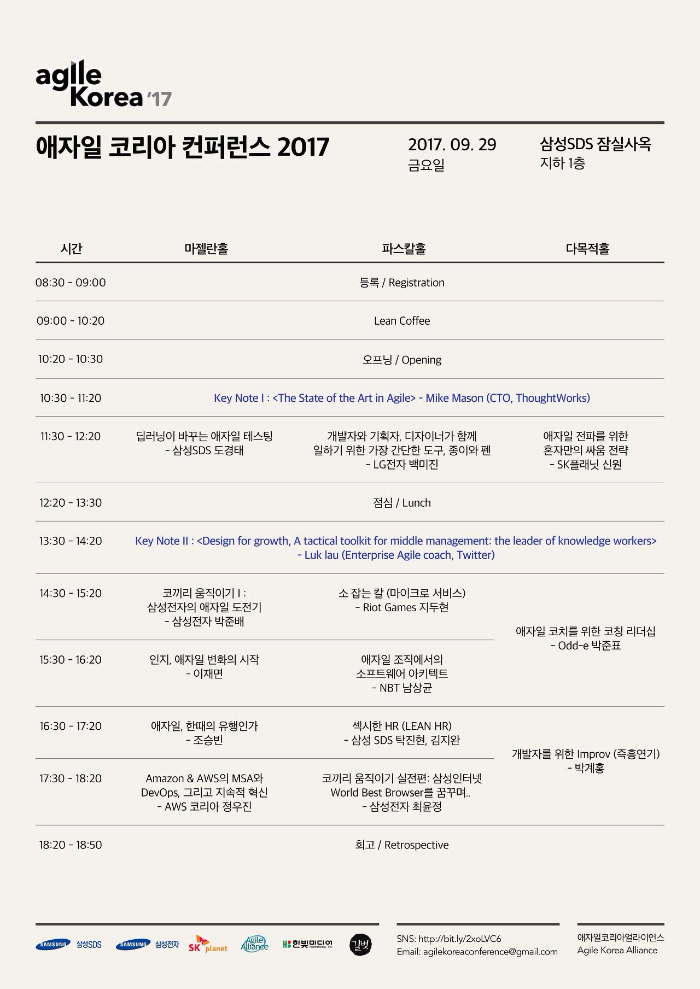 agile
Korea '17
애자일 코리아 컨퍼런스 2017
2017. 09. 29
금요일
삼성SDS 잠실사옥
지하 1층
시간 마젤란홀 파스칼홀 다목적홀
08:30 - 09:00 등록 / Registration
09:00 - 10:20 Lean Coffee
10:20 - 10:30 오프닝 / Opening
10:30 - 11:20 Key Note I : <The State of the Art in Agile> - Mike Mason (CTO, ThoughtWorks)
11:30 - 12:20
딥러닝이 바꾸는 애자일 테스팅
- 삼성SDS 도경태
개발자와 기획자, 디자이너가 함께
일하기 위한 가장 간단한 도구, 종이와 펜
- LG전자 백미진
애자일 전파를 위한
혼자만의 싸움 전략
- SK플래닛 신원
12:20 - 13:30 점심 / Lunch
13:30 - 14:20 Key Note II : <Design for growth, A tactical toolkit for middle management: the leader of knowledge workers>
- Luk lau (Enterprise Agile coach, Twitter)
14:30 - 15:20
코끼리 움직이기 I :
삼성전자의 애자일 도전기
- 삼성전자 박준배
소 잡는 칼 (마이크로 서비스)
- Riot Games 지두현
애자일 코치를 위한 코칭 리더십
- Odd-e 박준표
15:30 - 16:20
인지, 애자일 변화의 시작
- 이재면
애자일 조직에서의
소프트웨어 아키텍트
- NBT 남상균
16:30 - 17:20
애자일, 한때의 유행인가
- 조승빈
섹시한 HR (LEAN HR)
- 삼성 SDS 탁진현, 김지완
개발자를 위한 Improv (즉흥연기)
- 박계홍
17:30 - 18:20
Amazon & AWS의 MSA와
DevOps, 그리고 지속적 혁신
- AWS 코리아 정우진
코끼리 움직이기 실전편: 삼성인터넷
World Best Browser를 꿈꾸며..
- 삼성전자 최윤정
18:20 - 18:50 회고 / Retrospective
SAMSUNG 삼성SDS
SAMSUNG 삼성전자
SK planet
Agile Alliance
한빛미디어
길벗
SNS: http://bit.ly/2xoLVC6
Email: agilekoreaconference@gmail.com
애자일코리아얼라이언스
Agile Korea Alliance